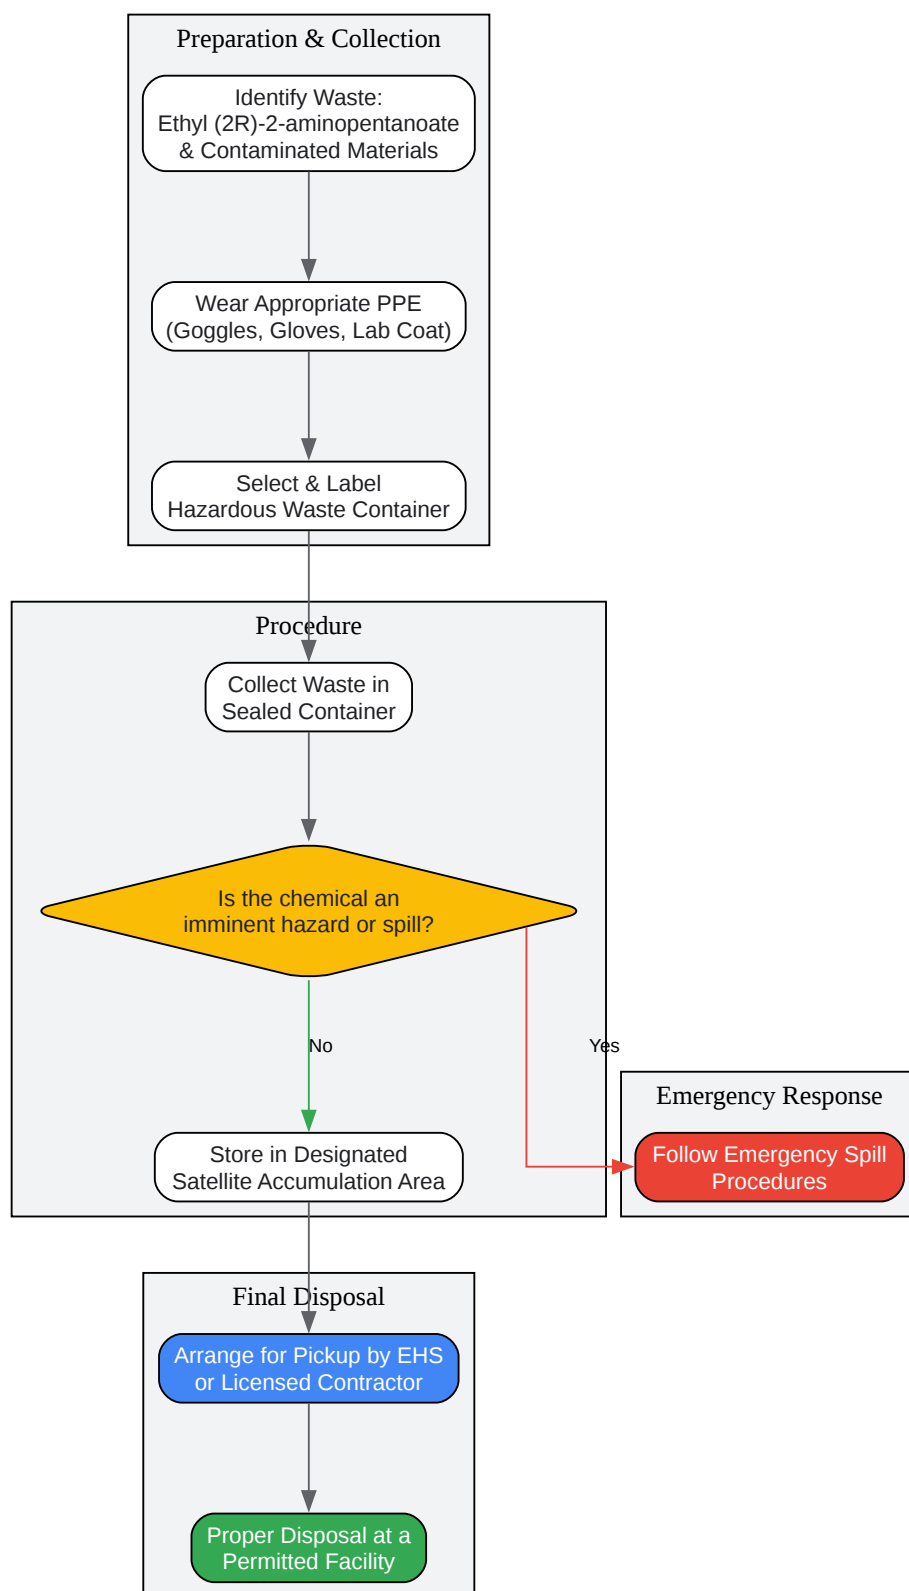 Preparation & Collection
Identify Waste:
Ethyl (2R)-2-aminopentanoate
& Contaminated Materials
Wear Appropriate PPE
(Goggles, Gloves, Lab Coat)
Select & Label
Hazardous Waste Container
Procedure
Collect Waste in
Sealed Container
Is the chemical an
imminent hazard or spill?
No
Yes
Store in Designated
Satellite Accumulation Area
Emergency Response
Follow Emergency Spill
Procedures
Final Disposal
Arrange for Pickup by EHS
or Licensed Contractor
Proper Disposal at a
Permitted Facility